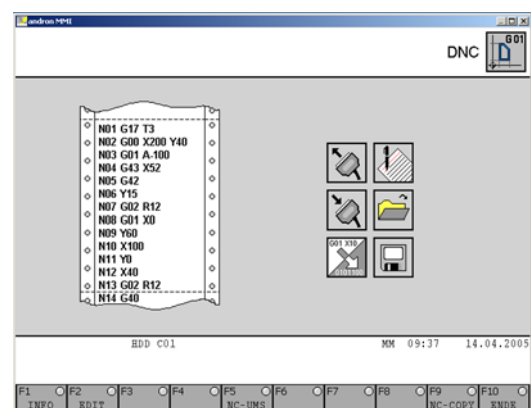 andron MMI
DNC
G01
N01 G17 T3
N02 G00 X200 Y40
N03 G01 A-100
N04 G43 X52
N05 G42
N06 Y15
N07 G02 R12
N08 G01 X0
N09 Y60
N10 X100
N11 Y0
N12 X40
N13 G02 R12
N14 G40
G01 X10
0101100
HDD C01 MM 09:37 14.04.2005
F1 F2 F3 F4 F5 F6 F7 F8 F9 F10
INFO EDIT NC-UMS NC-COPY ENDE